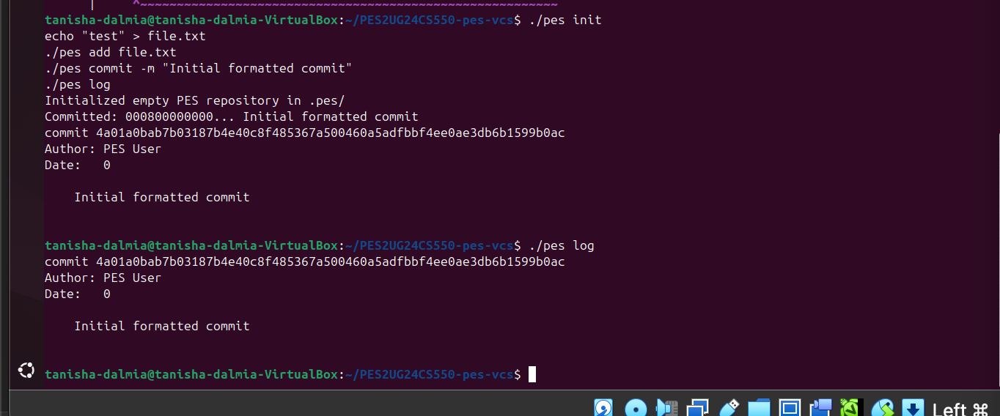 | ^~~~~~~~~~~~~~~~~~~~~~~~~~~~~~~~~~~~~~~~~~~~~~~~~~~~~~~~~~
tanisha-dalmia@tanisha-dalmia-VirtualBox:~/PES2UG24CS550-pes-vcs$ ./pes init
echo "test" > file.txt
./pes add file.txt
./pes commit -m "Initial formatted commit"
./pes log
Initialized empty PES repository in .pes/
Committed: 000800000000... Initial formatted commit
commit 4a01a0bab7b03187b4e40c8f485367a500460a5adfbbf4ee0ae3db6b1599b0ac
Author: PES User
Date:   0
    Initial formatted commit
tanisha-dalmia@tanisha-dalmia-VirtualBox:~/PES2UG24CS550-pes-vcs$ ./pes log
commit 4a01a0bab7b03187b4e40c8f485367a500460a5adfbbf4ee0ae3db6b1599b0ac
Author: PES User
Date:   0
    Initial formatted commit
tanisha-dalmia@tanisha-dalmia-VirtualBox:~/PES2UG24CS550-pes-vcs$
Left ⌘